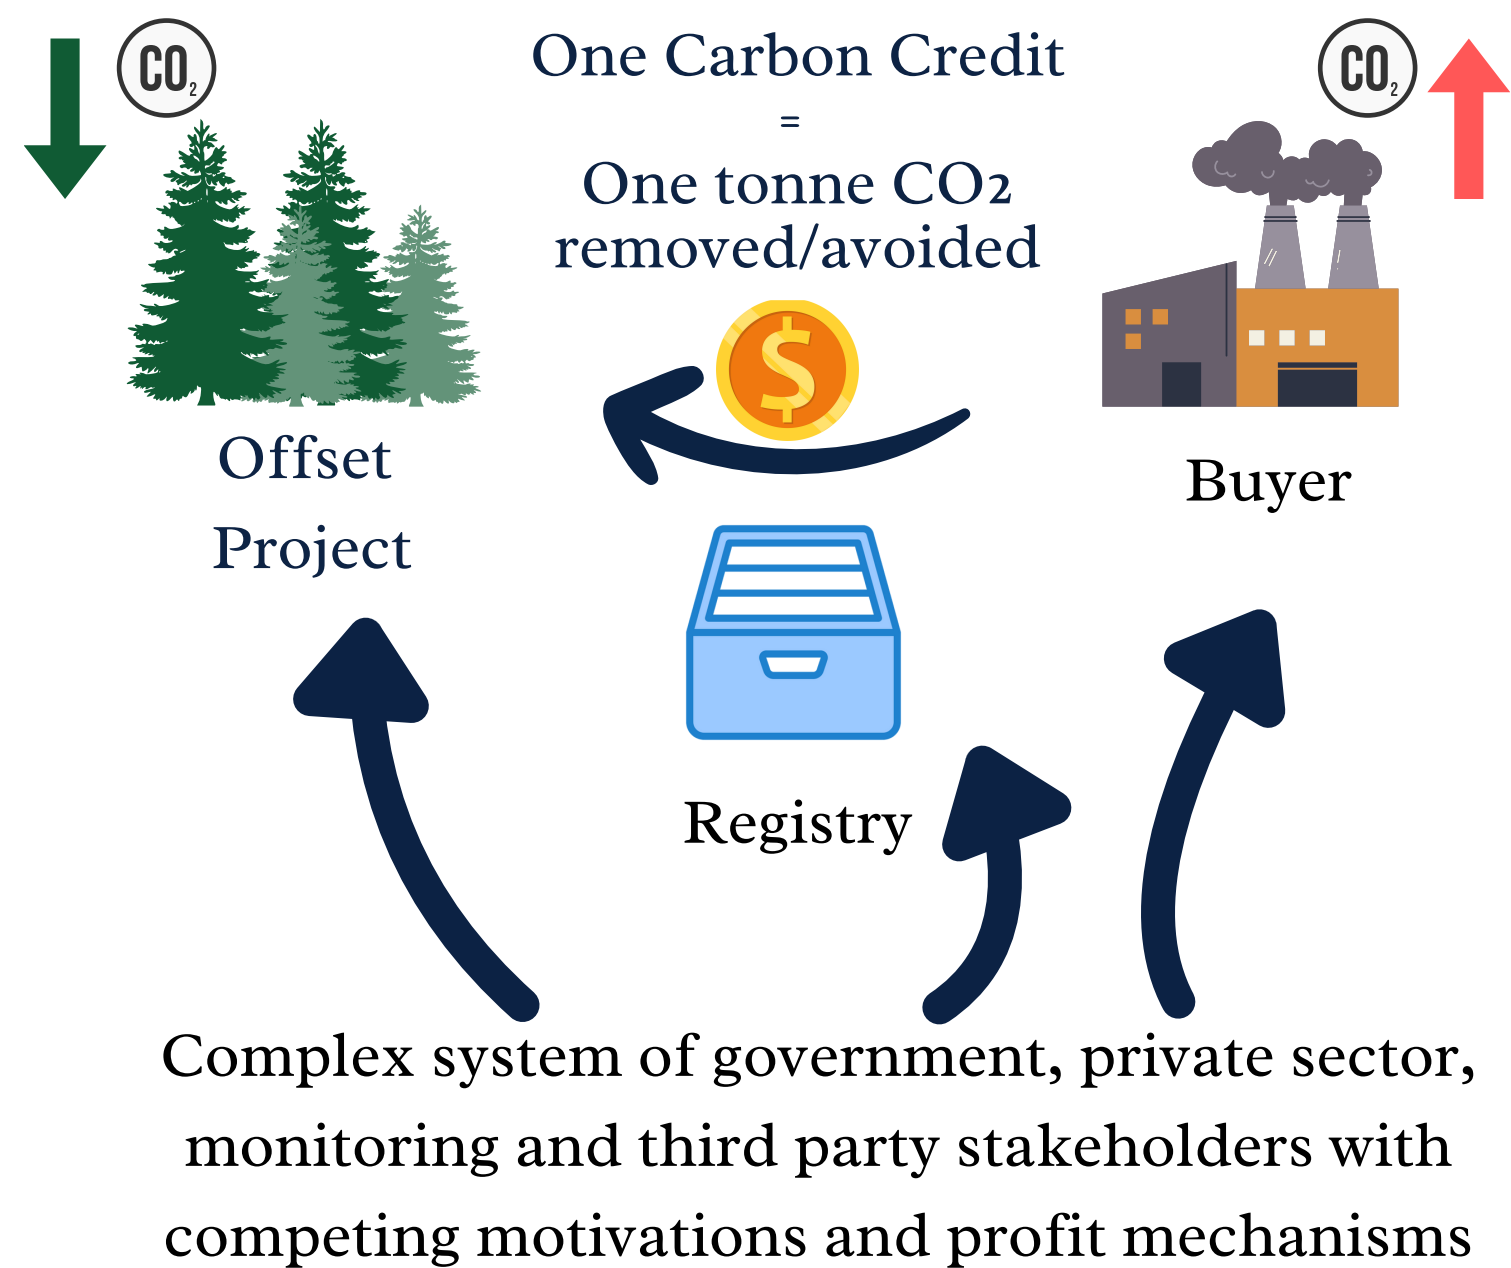 CO2
One Carbon Credit
CO2
=
One tonne CO2
removed/avoided
$
Offset
Project
Buyer
Registry
Complex system of government, private sector,
monitoring and third party stakeholders with
competing motivations and profit mechanisms